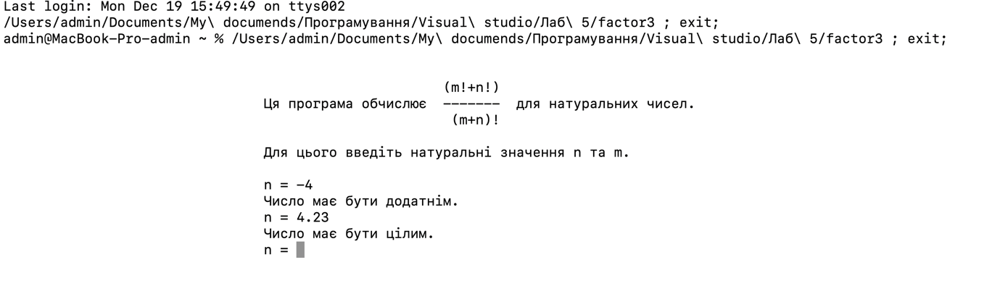 Last login: Mon Dec 19 15:49:49 on ttys002
/Users/admin/Documents/My\ documends/Програмування/Visual\ studio/Лаб\ 5/factor3 ; exit;
admin@MacBook-Pro-admin ~ % /Users/admin/Documents/My\ documends/Програмування/Visual\ studio/Лаб\ 5/factor3 ; exit;
(m!+n!)
Ця програма обчислює ------- для натуральних чисел.
(m+n)!
Для цього введіть натуральні значення n та m.
n = -4
Число має бути додатнім.
n = 4.23
Число має бути цілим.
n =